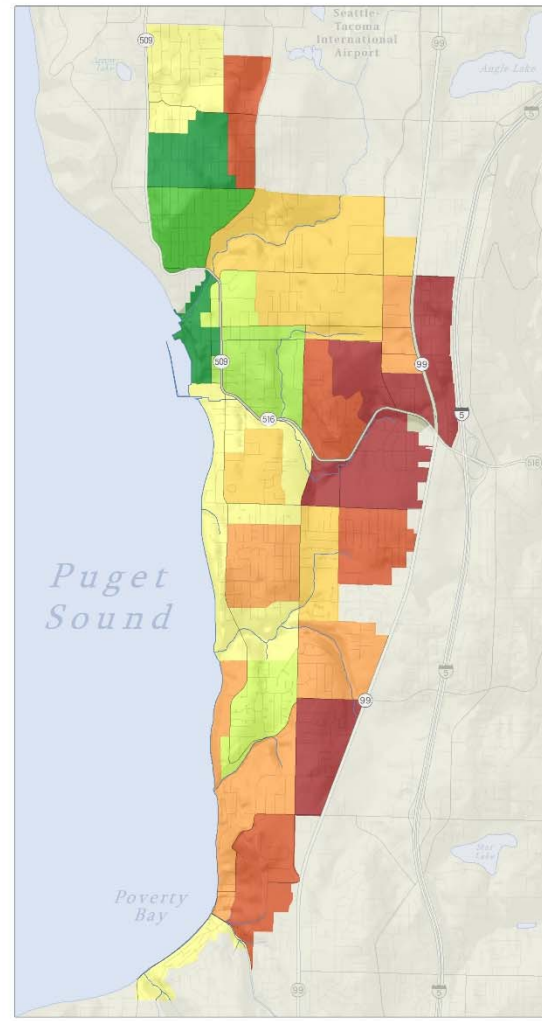 Seattle-
Tacoma
International
Airport
509
99
Angle Lake
5
509
99
516
5
516
Puget
Sound
5
99
Star
Lake
Poverty
Bay
99
5